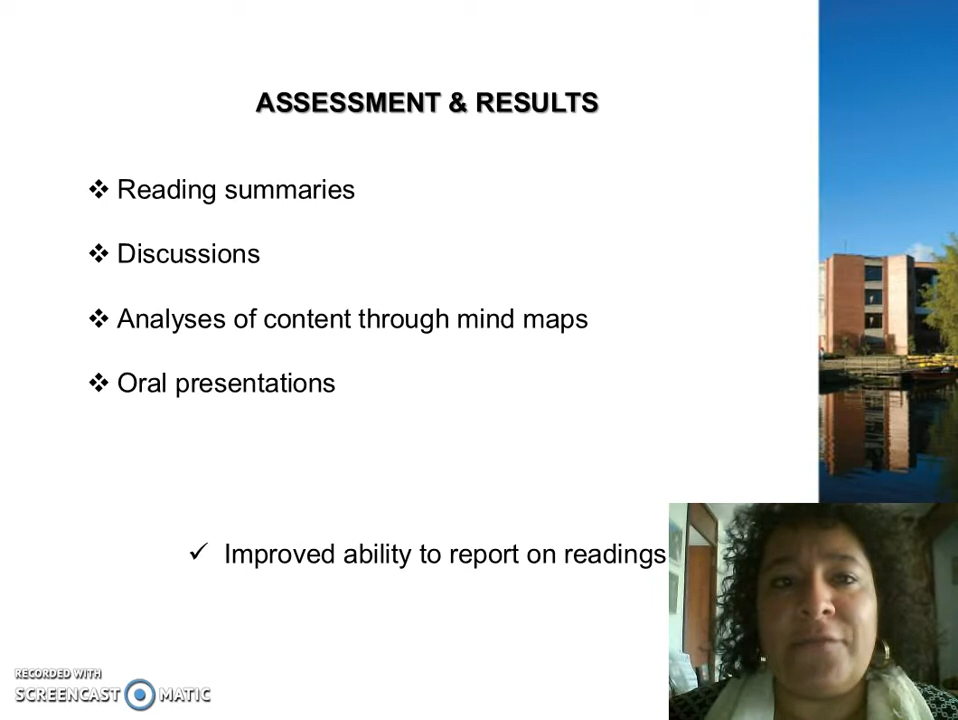 ASSESSMENT & RESULTS
Reading summaries
Discussions
Analyses of content through mind maps
Oral presentations
Improved ability to report on readings
RECORDED WITH
SCREENCAST MATIC